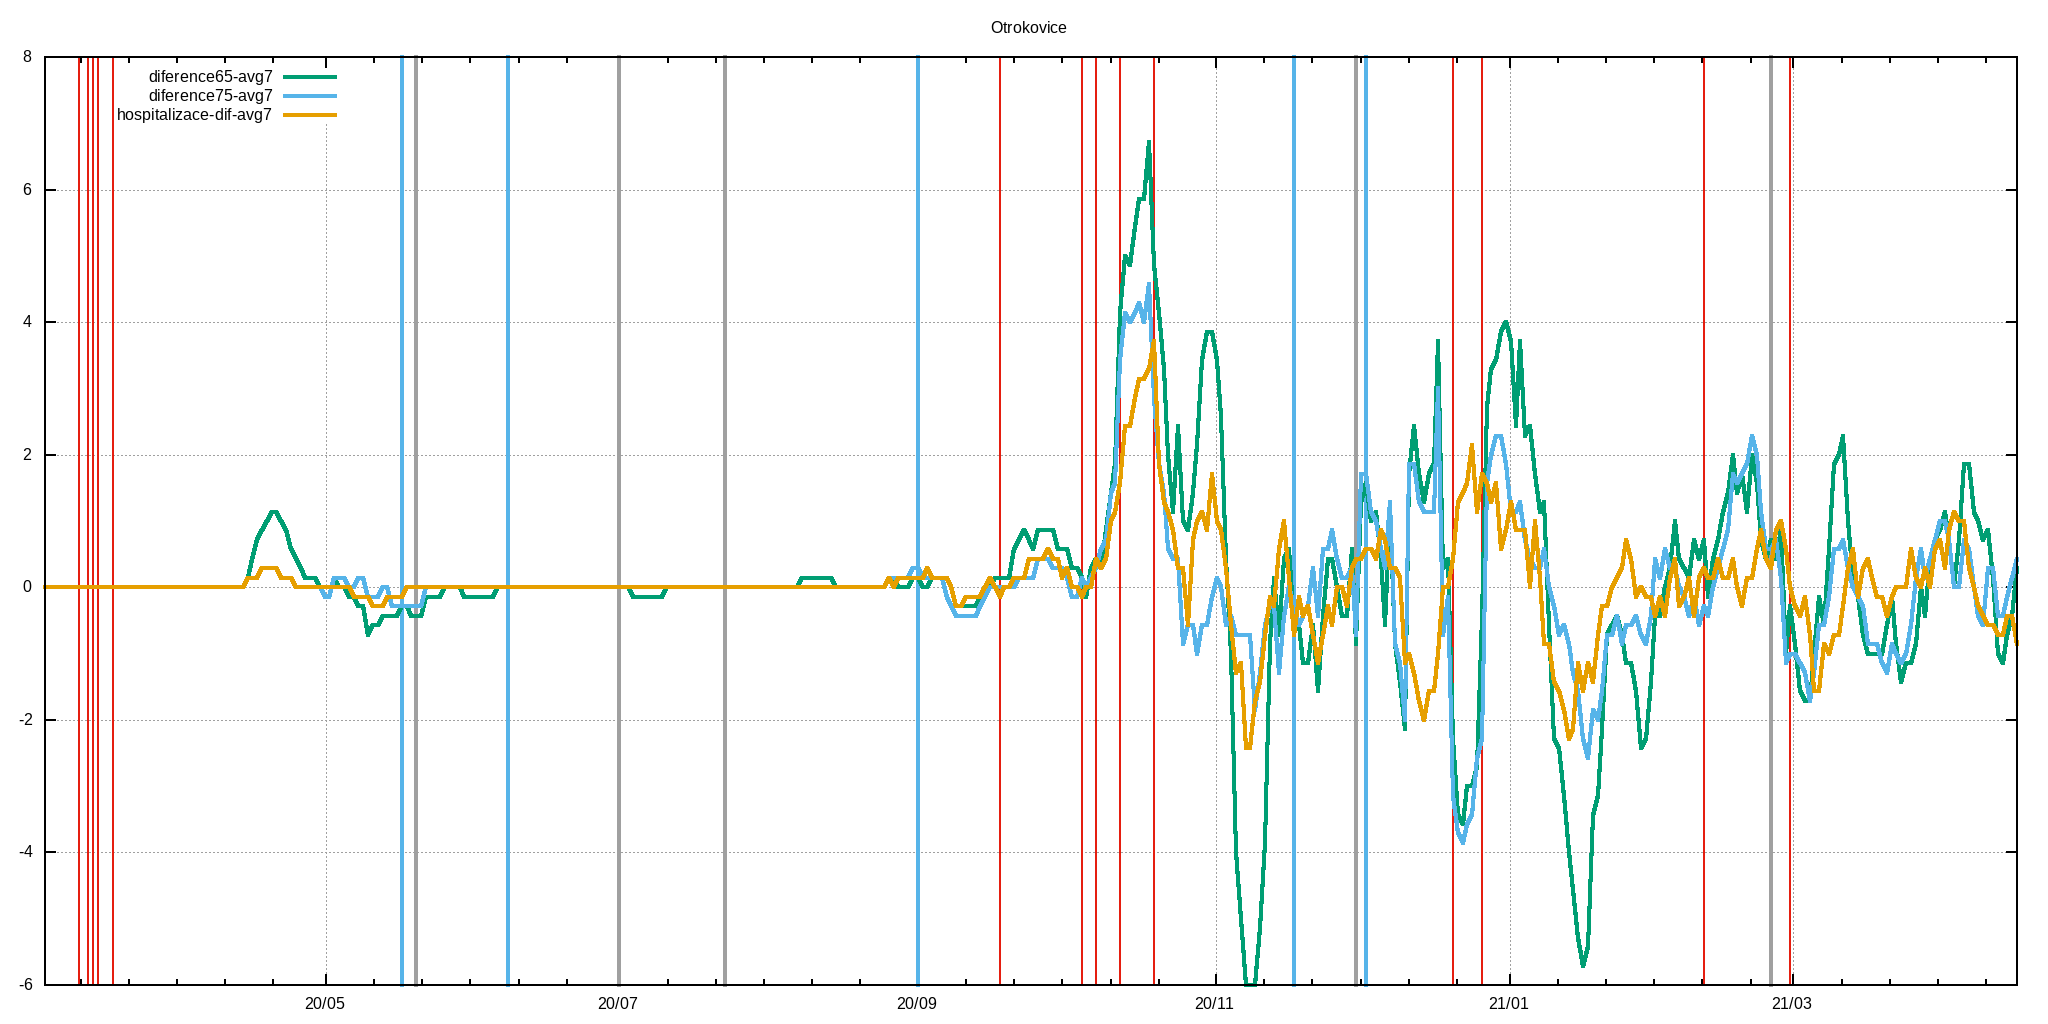 Otrokovice
8
diference65-avg7
diference75-avg7
hospitalizace-dif-avg7
6
4
2
0
-2
-4
-6
20/05 20/07 20/09 20/11 21/01 21/03